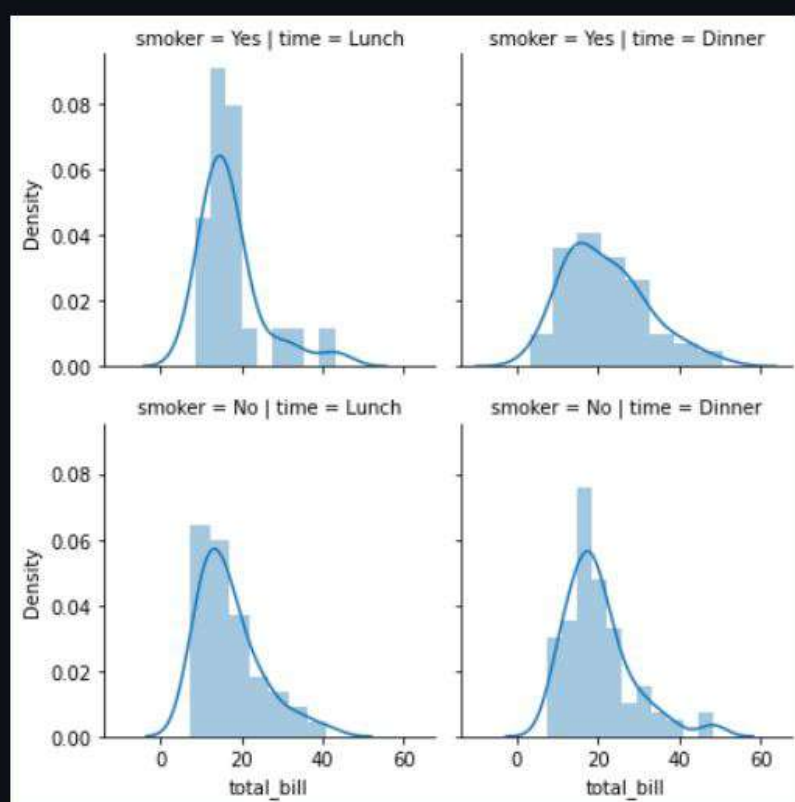 smoker = Yes | time = Lunch
smoker = Yes | time = Dinner
0.08
0.06
Density
0.04
0.02
0.00
smoker = No | time = Lunch
smoker = No | time = Dinner
0.08
0.06
Density
0.04
0.02
0.00
0 20 40 60
0 20 40 60
total_bill
total_bill